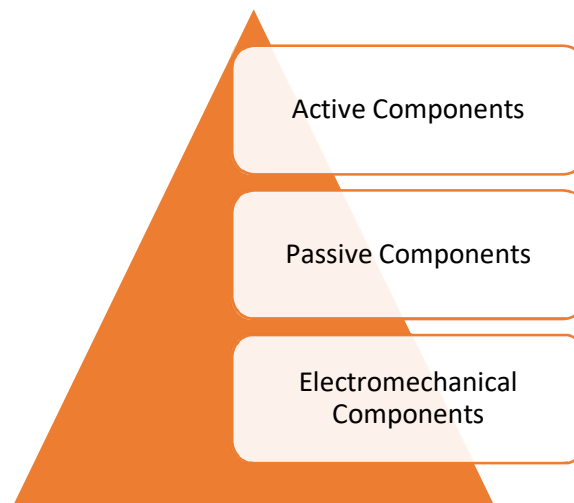 Active Components
Passive Components
Electromechanical
Components